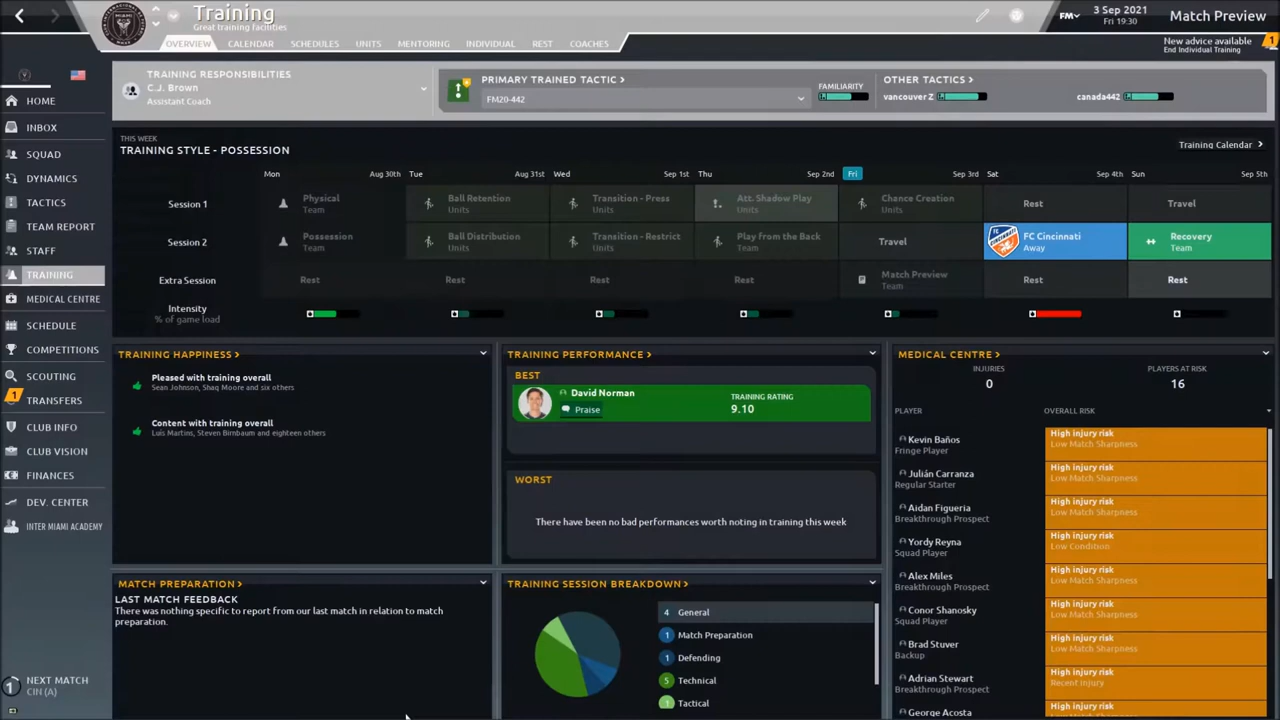 Training
Great training facilities
FM
3 Sep 2021
Fri 19:30
Match Preview
OVERVIEW
CALENDAR
SCHEDULES
UNITS
MENTORING
INDIVIDUAL
REST
COACHES
New advice available
End Individual Training
1
HOME
INBOX
SQUAD
DYNAMICS
TACTICS
TEAM REPORT
STAFF
TRAINING
MEDICAL CENTRE
SCHEDULE
COMPETITIONS
SCOUTING
1
TRANSFERS
CLUB INFO
CLUB VISION
FINANCES
DEV. CENTER
INTER MIAMI ACADEMY
1
NEXT MATCH
CIN (A)
TRAINING RESPONSIBILITIES
C.J. Brown
Assistant Coach
PRIMARY TRAINED TACTIC >
FM20-442
FAMILIARITY
OTHER TACTICS >
vancouver Z
canada442
THIS WEEK
TRAINING STYLE - POSSESSION
Training Calendar >
Mon Aug 30th Tue Aug 31st Wed Sep 1st Thu Sep 2nd Fri Sep 3rd Sat Sep 4th Sun Sep 5th
Session 1
Physical
Team
Ball Retention
Units
Transition - Press
Units
Att. Shadow Play
Units
Chance Creation
Units
Rest
Travel
Session 2
Possession
Team
Ball Distribution
Units
Transition - Restrict
Units
Play from the Back
Units
Travel
FC Cincinnati
Away
Recovery
Team
Extra Session
Rest
Rest
Rest
Rest
Match Preview
Team
Rest
Rest
Intensity
% of game load
TRAINING HAPPINESS >
Pleased with training overall
Sean Johnson, Shaq Moore and six others
Content with training overall
Luis Martins, Steven Birnbaum and eighteen others
TRAINING PERFORMANCE >
BEST
David Norman
Praise
TRAINING RATING
9.10
WORST
There have been no bad performances worth noting in training this week
MEDICAL CENTRE >
INJURIES
0
PLAYERS AT RISK
16
PLAYER
OVERALL RISK
Kevin Baños
Fringe Player
High injury risk
Low Match Sharpness
Julián Carranza
Regular Starter
High injury risk
Low Match Sharpness
Aidan Figueria
Breakthrough Prospect
High injury risk
Low Match Sharpness
Yordy Reyna
Squad Player
High injury risk
Low Condition
Alex Miles
Breakthrough Prospect
High injury risk
Low Match Sharpness
Conor Shanosky
Squad Player
High injury risk
Low Match Sharpness
Brad Stuver
Backup
High injury risk
Low Match Sharpness
Adrian Stewart
Breakthrough Prospect
High injury risk
Recent injury
George Acosta
High injury risk
Low Match Sharpness
MATCH PREPARATION >
LAST MATCH FEEDBACK
There was nothing specific to report from our last match in relation to match
preparation.
TRAINING SESSION BREAKDOWN >
4 General
1 Match Preparation
1 Defending
5 Technical
1 Tactical